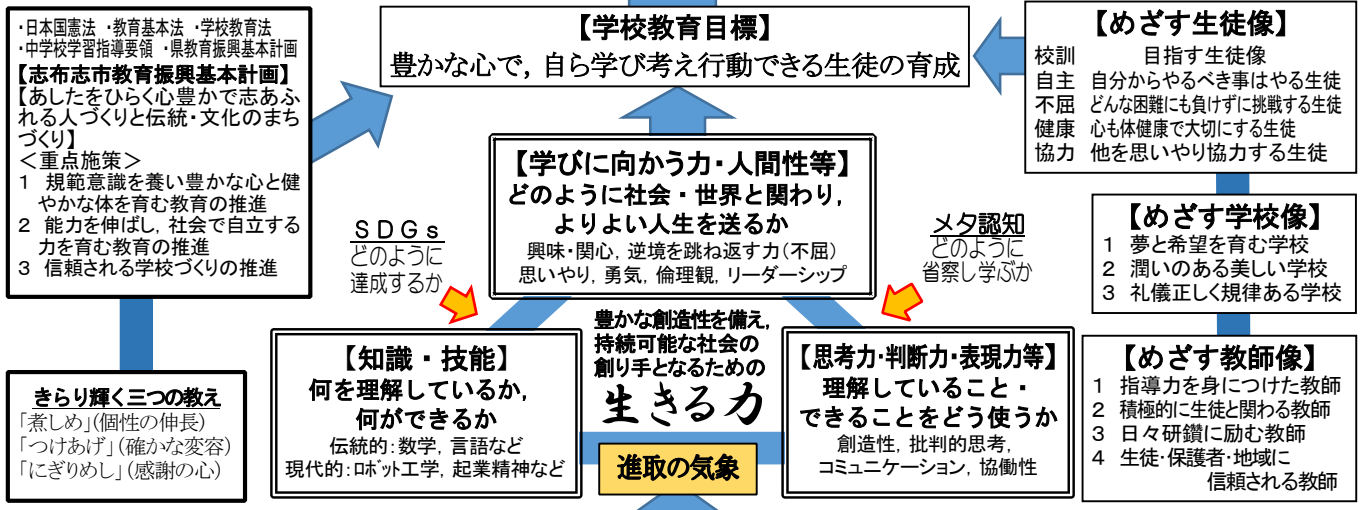 ・日本国憲法 ・教育基本法 ・学校教育法
・中学校学習指導要領 ・県教育振興基本計画
【志布志市教育振興基本計画】
【あしたをひらく心豊かで志あふ
れる人づくりと伝統・文化のまち
づくり】
＜重点施策＞
1 規範意識を養い豊かな心と健
やかな体を育む教育の推進
2 能力を伸ばし，社会で自立する
力を育む教育の推進
3 信頼される学校づくりの推進
きらり輝く三つの教え
「煮しめ」（個性の伸長）
「つけあげ」（確かな変容）
「にぎりめし」（感謝の心）
【学校教育目標】
豊かな心で，自ら学び考え行動できる生徒の育成
【学びに向かう力・人間性等】
どのように社会・世界と関わり，
よりよい人生を送るか
興味・関心，逆境を跳ね返す力（不屈）
思いやり，勇気，倫理観，リーダーシップ
ＳＤＧｓ
どのように
達成するか
メタ認知
どのように
省察し学ぶか
【知識・技能】
何を理解しているか，
何ができるか
伝統的：数学，言語など
現代的：ロボット工学，起業精神など
豊かな創造性を備え，
持続可能な社会の
創り手となるための
生きる力
進取の気象
【思考力・判断力・表現力等】
理解していること・
できることをどう使うか
創造性，批判的思考，
コミュニケーション，協働性
【めざす生徒像】
校訓 目指す生徒像
自主 自分からやるべき事はやる生徒
不屈 どんな困難にも負けずに挑戦する生徒
健康 心も体健康で大切にする生徒
協力 他を思いやり協力する生徒
【めざす学校像】
1 夢と希望を育む学校
2 潤いのある美しい学校
3 礼儀正しく規律ある学校
【めざす教師像】
1 指導力を身につけた教師
2 積極的に生徒と関わる教師
3 日々研鑽に励む教師
4 生徒・保護者・地域に
信頼される教師